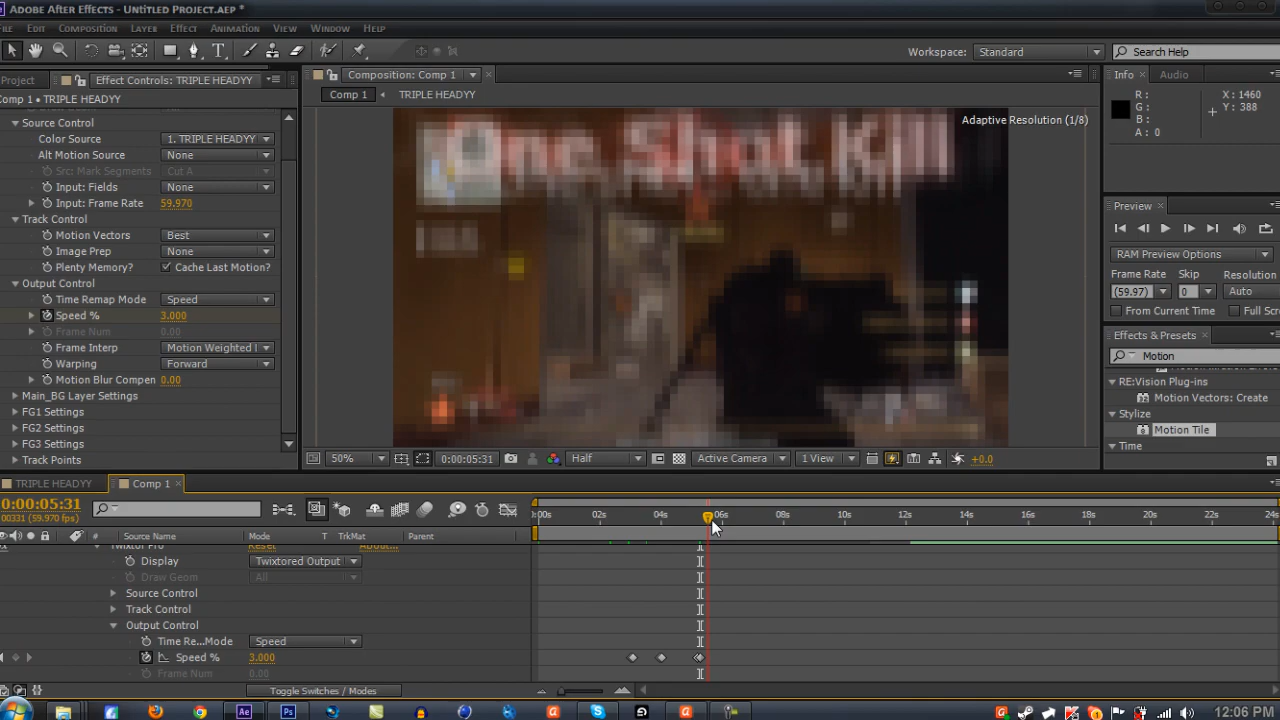 Adobe After Effects - Untitled Project.aep *
File Edit Composition Layer Effect Animation View Window Help
Workspace: Standard Search Help
Project Effect Controls: TRIPLE HEADYY
Comp 1 • TRIPLE HEADYY
Source Control
Color Source 1. TRIPLE HEADYY
Alt Motion Source None
Src: Mark Segments Cut A
Input: Fields None
Input: Frame Rate 59.970
Track Control
Motion Vectors Best
Image Prep None
Plenty Memory? Cache Last Motion?
Output Control
Time Remap Mode Speed
Speed % 3.000
Frame Num 0.00
Frame Interp Motion Weighted
Warping Forward
Motion Blur Compen 0.00
Main_BG Layer Settings
FG1 Settings
FG2 Settings
FG3 Settings
Track Points
Composition: Comp 1
Comp 1 TRIPLE HEADYY
Adaptive Resolution (1/8)
One Shot Kill
50% 0:00:05:31 Half Active Camera 1 View +0.0
Info Audio
R: X: 1460
G: Y: 388
B:
A: 0
Preview
RAM Preview Options
Frame Rate Skip Resolution
(59.97) 0 Auto
From Current Time Full Scre
Effects & Presets
Motion
RE:Vision Plug-ins
Motion Vectors: Create
Stylize
Motion Tile
Time
TRIPLE HEADYY Comp 1
0:00:05:31
00331 (59.970 fps)
:00s 02s 04s 06s 08s 10s 12s 14s 16s 18s 20s 22s 24s
# Source Name Mode T TrkMat Parent
Twixtor Pro Reset About...
Display Twixtored Output
Draw Geom All
Source Control
Track Control
Output Control
Time Re...Mode Speed
Speed % 3.000
Frame Num 0.00
Toggle Switches / Modes
12:06 PM